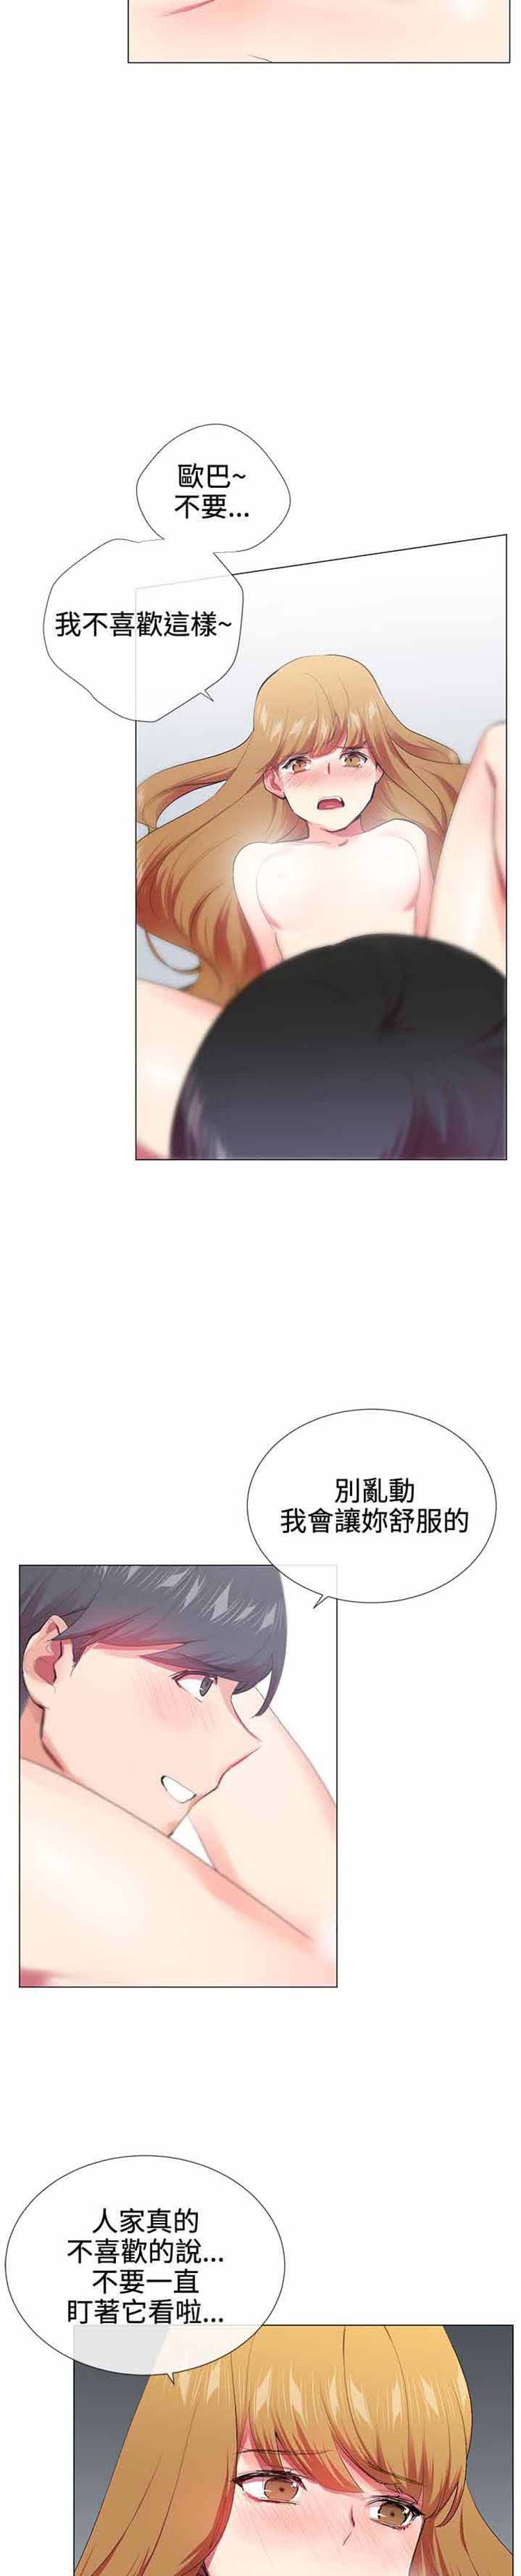 歐巴~
不要...
我不喜歡這樣~
別亂動
我會讓妳舒服的
人家真的
不喜歡的說...
不要一直
盯著它看啦...